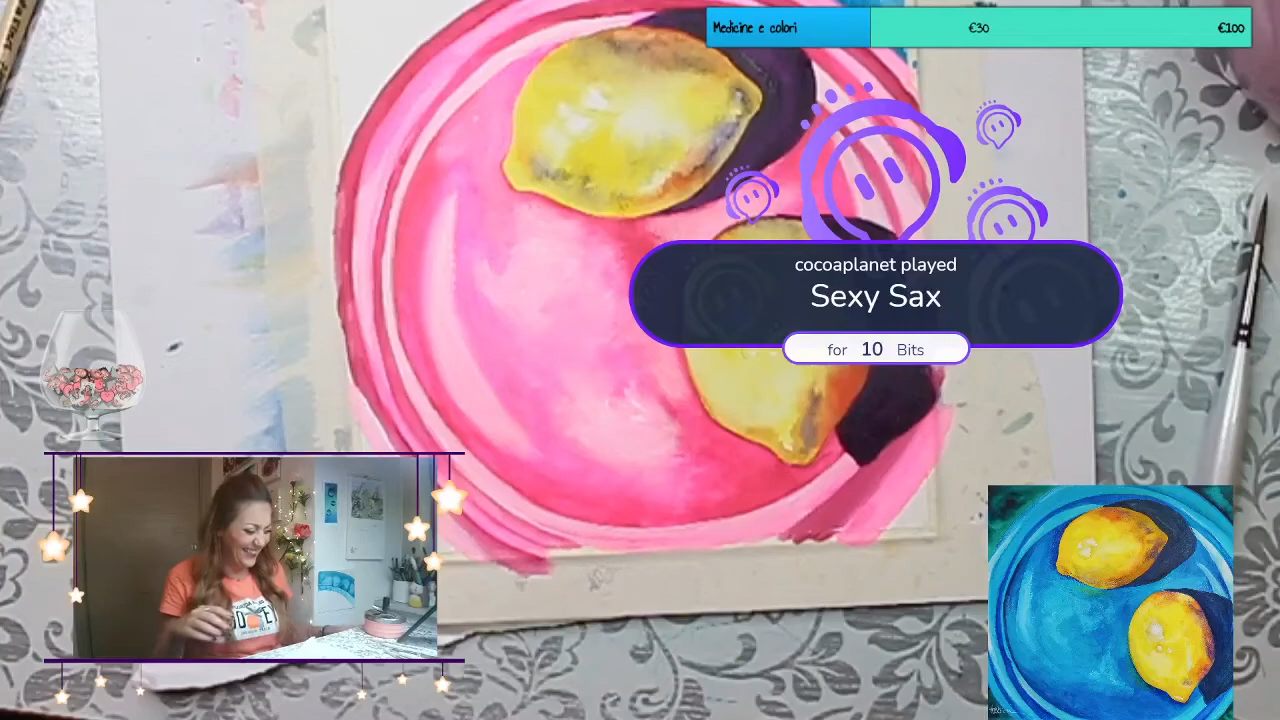 Medicine e colori €30 €100
cocoaplanet played
Sexy Sax
for 10 Bits